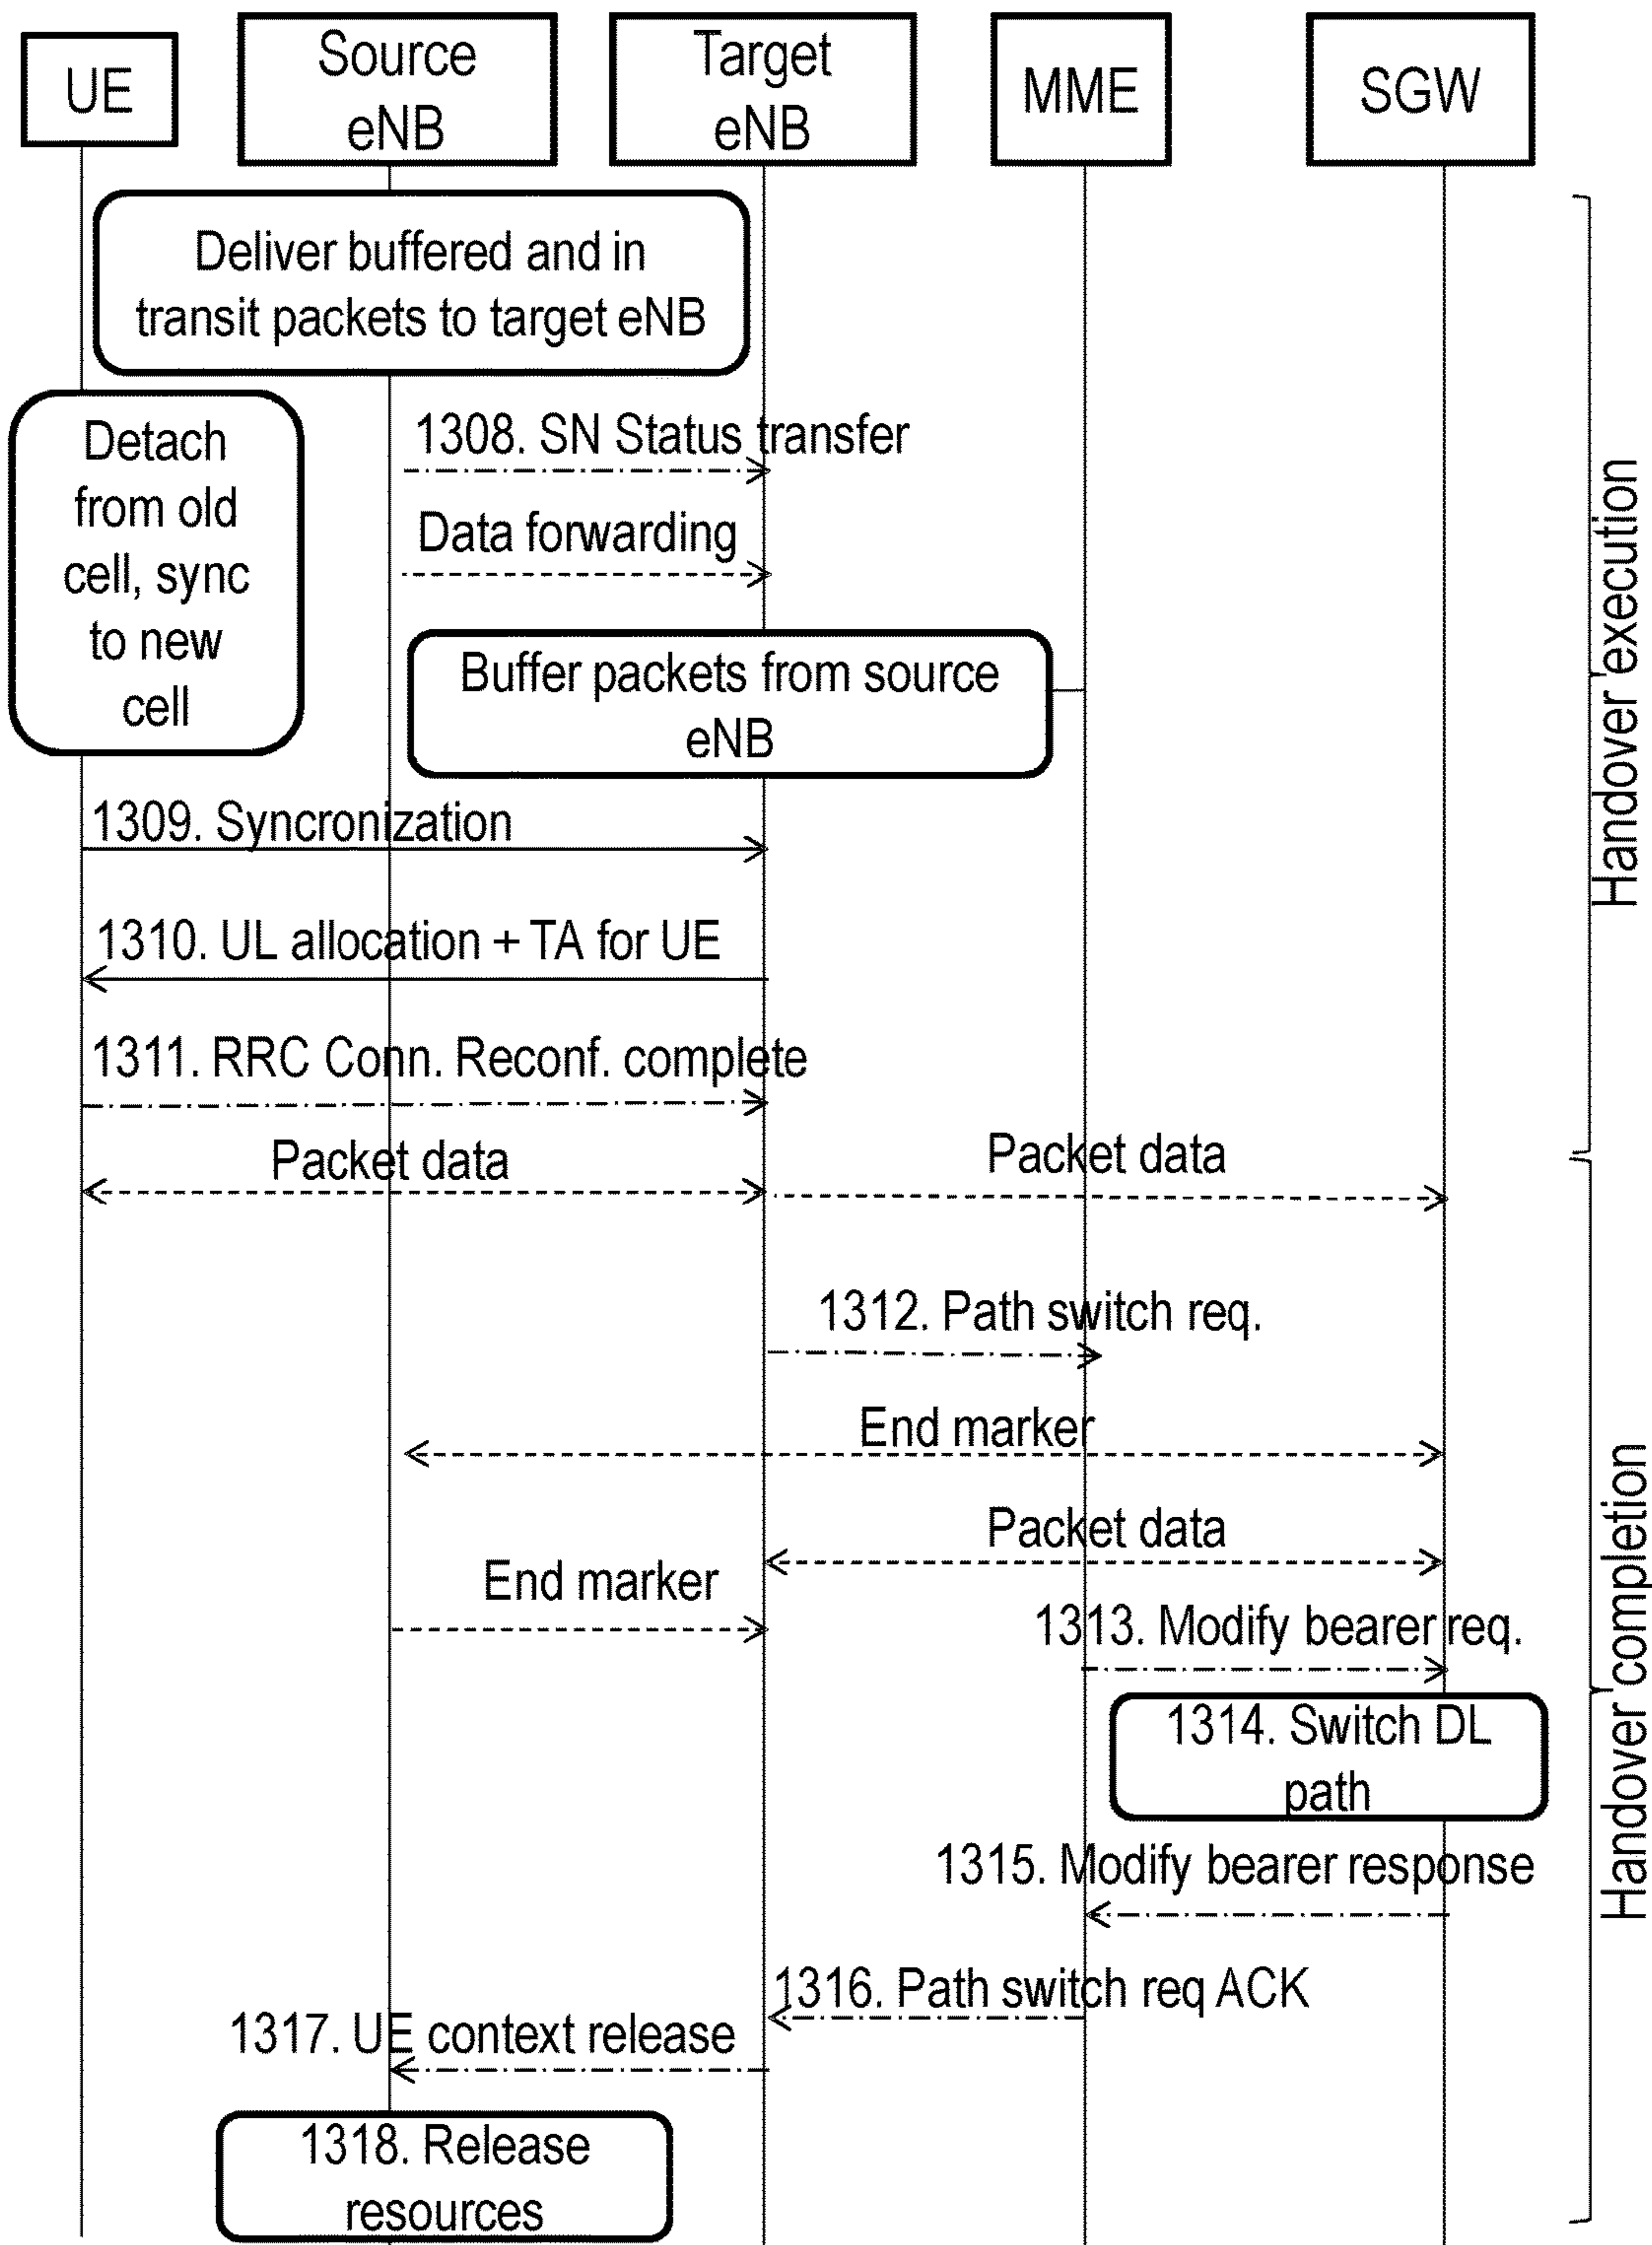 UE
Source
eNB
Target
eNB
MME
SGW
Deliver buffered and in
transit packets to target eNB
Detach
from old
cell, sync
to new
cell
1308. SN Status transfer
Data forwarding
Buffer packets from source
eNB
1309. Syncronization
1310. UL allocation + TA for UE
1311. RRC Conn. Reconf. complete
Packet data
Packet data
Handover execution
1312. Path switch req.
End marker
Packet data
End marker
1313. Modify bearer req.
1314. Switch DL
path
1315. Modify bearer response
1316. Path switch req ACK
1317. UE context release
1318. Release
resources
Handover completion